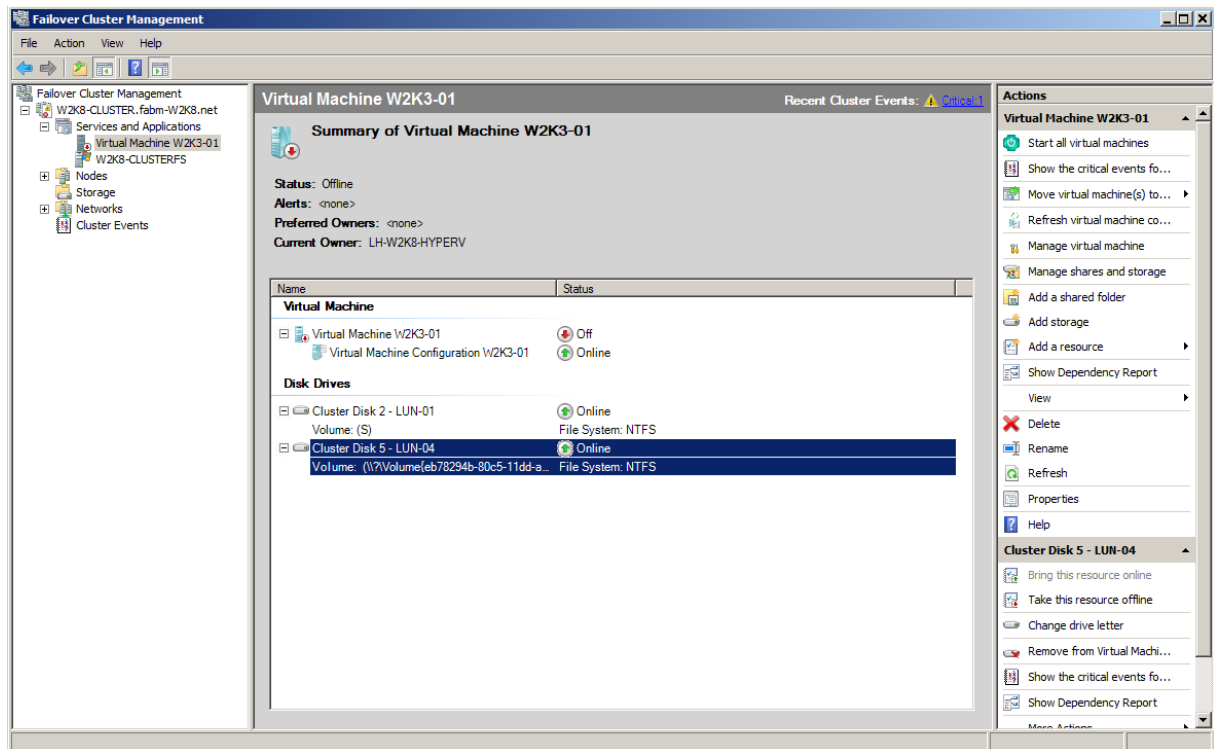 Failover Cluster Management
File Action View Help
Failover Cluster Management
W2K8-CLUSTER.fabm-W2K8.net
Services and Applications
Virtual Machine W2K3-01
W2K8-CLUSTERFS
Nodes
Storage
Networks
Cluster Events
Virtual Machine W2K3-01 Recent Cluster Events: Critical:1
Summary of Virtual Machine W2K3-01
Status: Offline
Alerts: <none>
Preferred Owners: <none>
Current Owner: LH-W2K8-HYPERV
Name Status
Virtual Machine
Virtual Machine W2K3-01 Off
Virtual Machine Configuration W2K3-01 Online
Disk Drives
Cluster Disk 2 - LUN-01 Online
Volume: (S) File System: NTFS
Cluster Disk 5 - LUN-04 Online
Volume: (\\?\Volume{eb78294b-80c5-11dd-a... File System: NTFS
Actions
Virtual Machine W2K3-01
Start all virtual machines
Show the critical events fo...
Move virtual machine(s) to...
Refresh virtual machine co...
Manage virtual machine
Manage shares and storage
Add a shared folder
Add storage
Add a resource
Show Dependency Report
View
Delete
Rename
Refresh
Properties
Help
Cluster Disk 5 - LUN-04
Bring this resource online
Take this resource offline
Change drive letter
Remove from Virtual Machi...
Show the critical events fo...
Show Dependency Report
More Actions